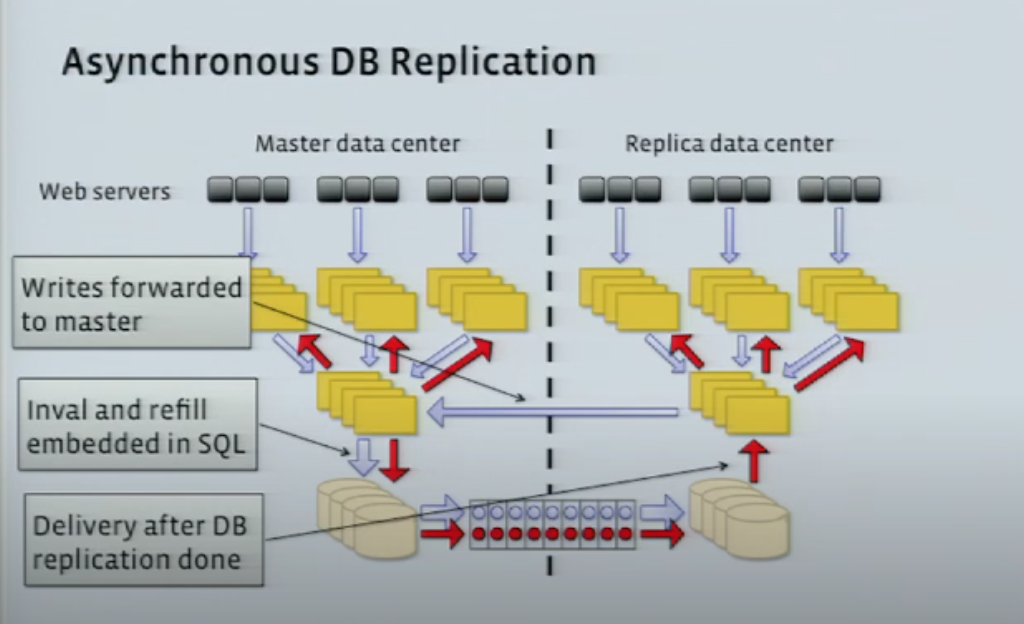 Asynchronous DB Replication
Master data center
Replica data center
Web servers
Writes forwarded
to master
Inval and refill
embedded in SQL
Delivery after DB
replication done